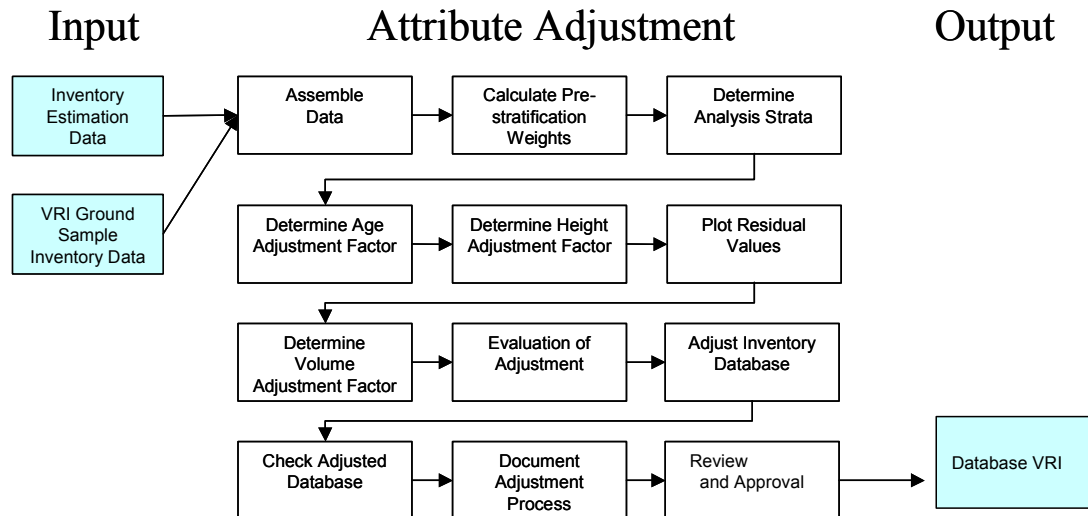 Input
Attribute Adjustment
Output
Inventory
Estimation
Data
VRI Ground
Sample
Inventory Data
Assemble
Data
Calculate Pre-
stratification
Weights
Determine
Analysis Strata
Determine Age
Adjustment Factor
Determine Height
Adjustment Factor
Plot Residual
Values
Determine
Volume
Adjustment Factor
Evaluation of
Adjustment
Adjust Inventory
Database
Check Adjusted
Database
Document
Adjustment
Process
Review
and Approval
Database VRI